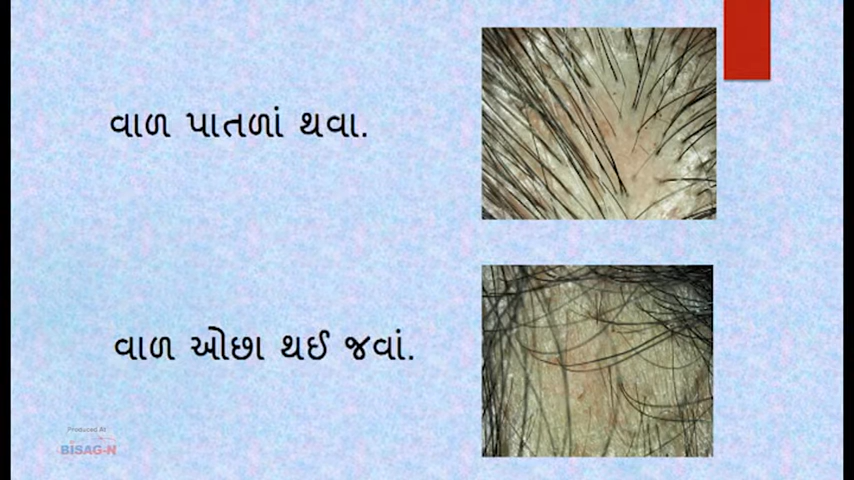 વાળ પાતળાં થવા.
વાળ ઓછા થઈ જવાં.
Produced At
BISAG-N